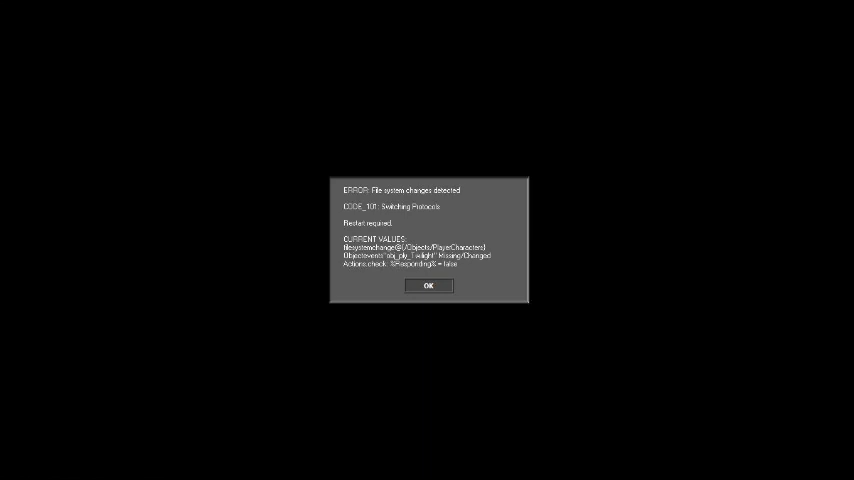 ERROR: File system changes detected
CODE_101: Switching Protocols
Restart required.
CURRENT VALUES:
filesystemchange@{/Objects/PlayerCharacters}
Objectevents"obj_ply_Twilight" Missing/Changed
Actions.check: %Responding% = false
OK